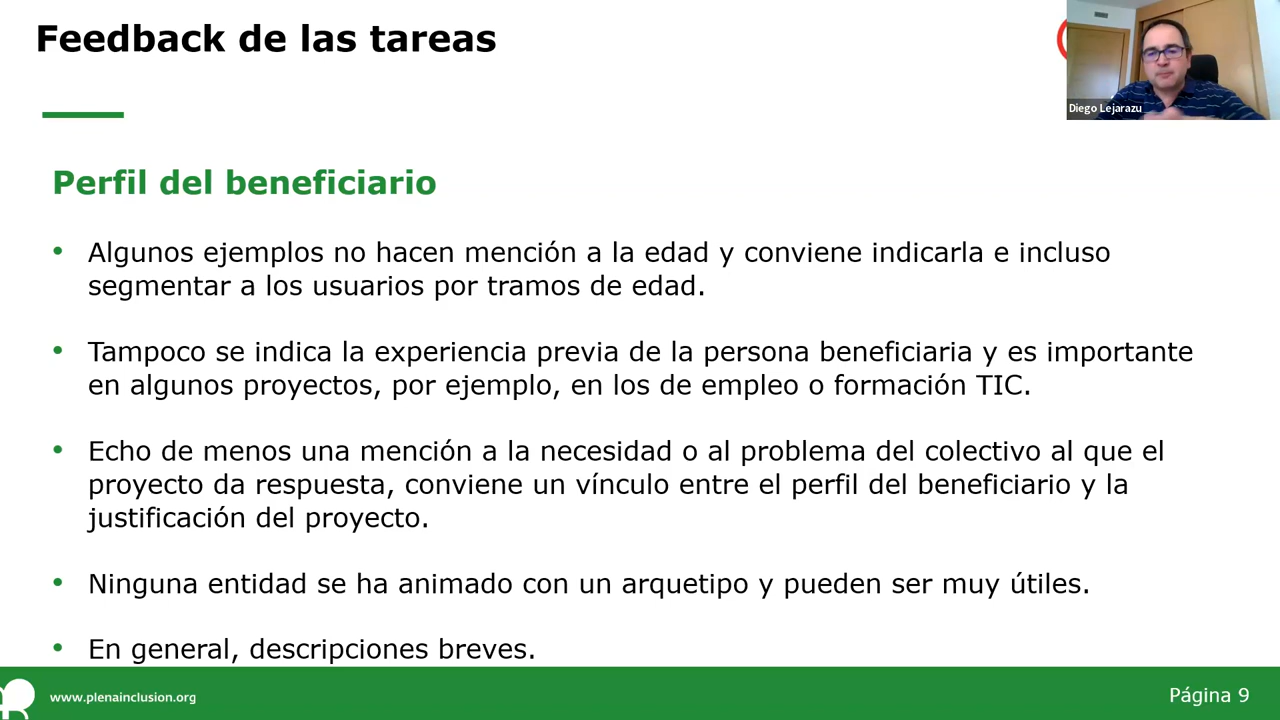 Feedback de las tareas
Diego Lejarazu
Perfil del beneficiario
• Algunos ejemplos no hacen mención a la edad y conviene indicarla e incluso
segmentar a los usuarios por tramos de edad.
• Tampoco se indica la experiencia previa de la persona beneficiaria y es importante
en algunos proyectos, por ejemplo, en los de empleo o formación TIC.
• Echo de menos una mención a la necesidad o al problema del colectivo al que el
proyecto da respuesta, conviene un vínculo entre el perfil del beneficiario y la
justificación del proyecto.
• Ninguna entidad se ha animado con un arquetipo y pueden ser muy útiles.
• En general, descripciones breves.
www.plenainclusion.org
Página 9